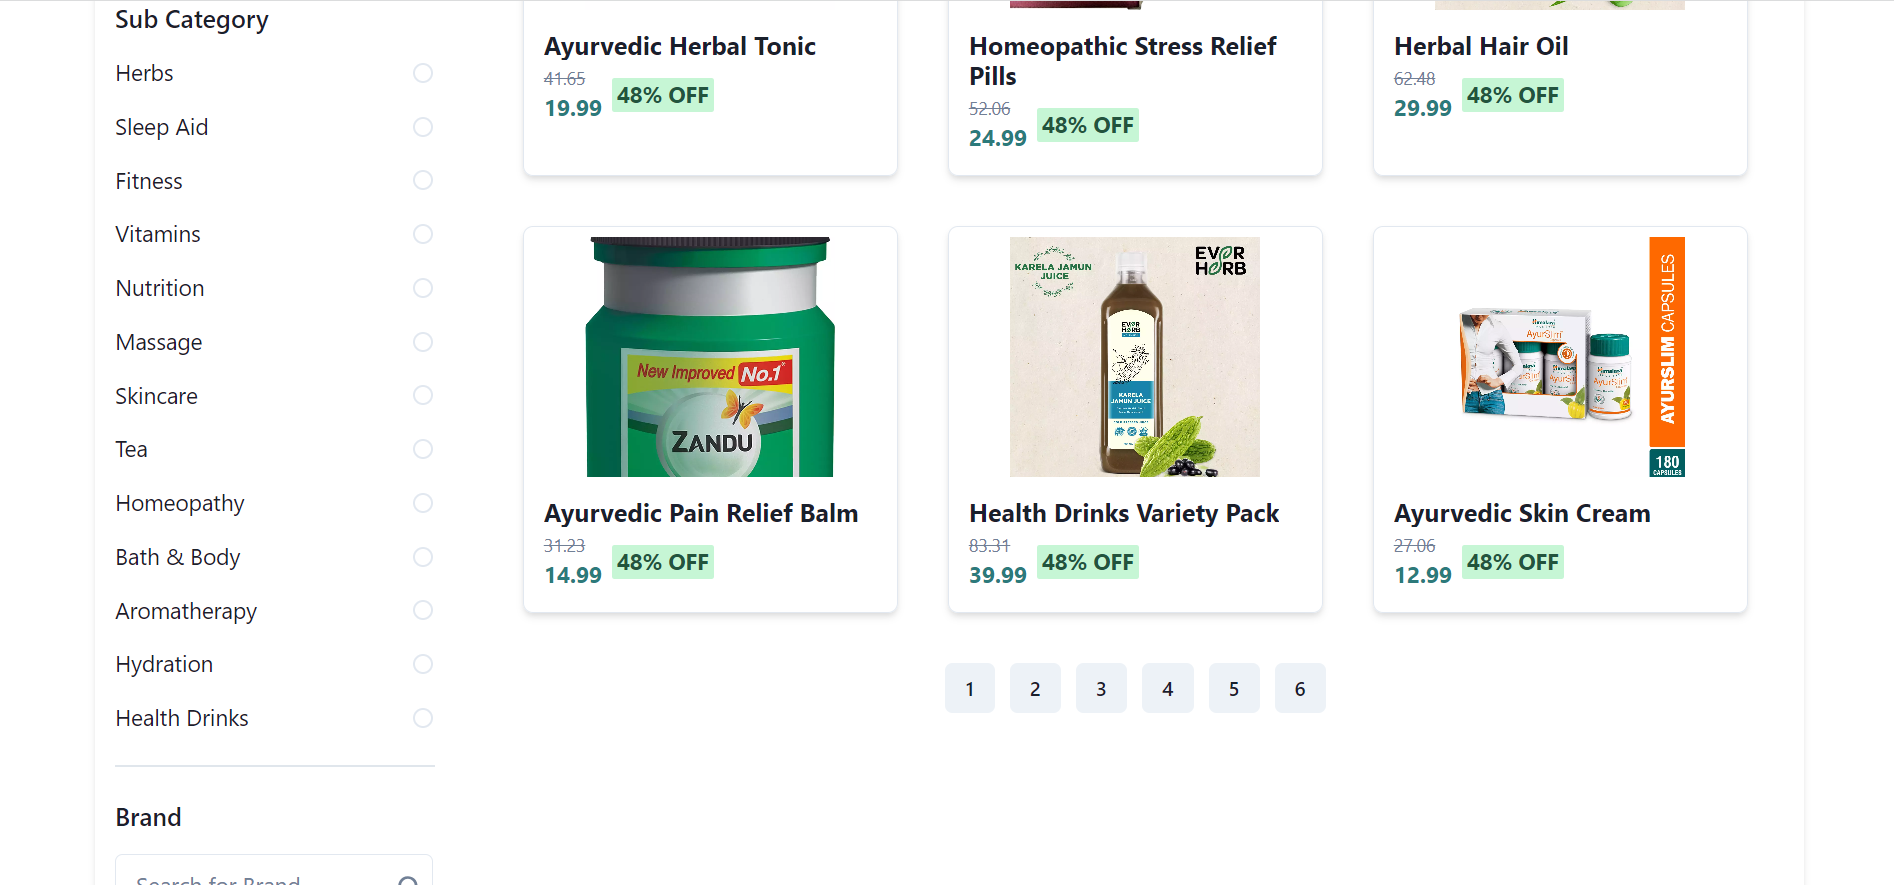 Sub Category
Herbs
Sleep Aid
Fitness
Vitamins
Nutrition
Massage
Skincare
Tea
Homeopathy
Bath & Body
Aromatherapy
Hydration
Health Drinks
Brand
Search for Brand
Ayurvedic Herbal Tonic
41.65
19.99
48% OFF
Homeopathic Stress Relief
Pills
52.06
24.99
48% OFF
Herbal Hair Oil
62.48
29.99
48% OFF
New Improved No.1
ZANDU
Ayurvedic Pain Relief Balm
31.23
14.99
48% OFF
KARELA JAMUN
JUICE
EVER
HERB
EVER
HERB
KARELA
JAMUN JUICE
Health Drinks Variety Pack
83.31
39.99
48% OFF
Himalaya
AyurSlim
AYURSLIM CAPSULES
180
CAPSULES
Ayurvedic Skin Cream
27.06
12.99
48% OFF
1
2
3
4
5
6